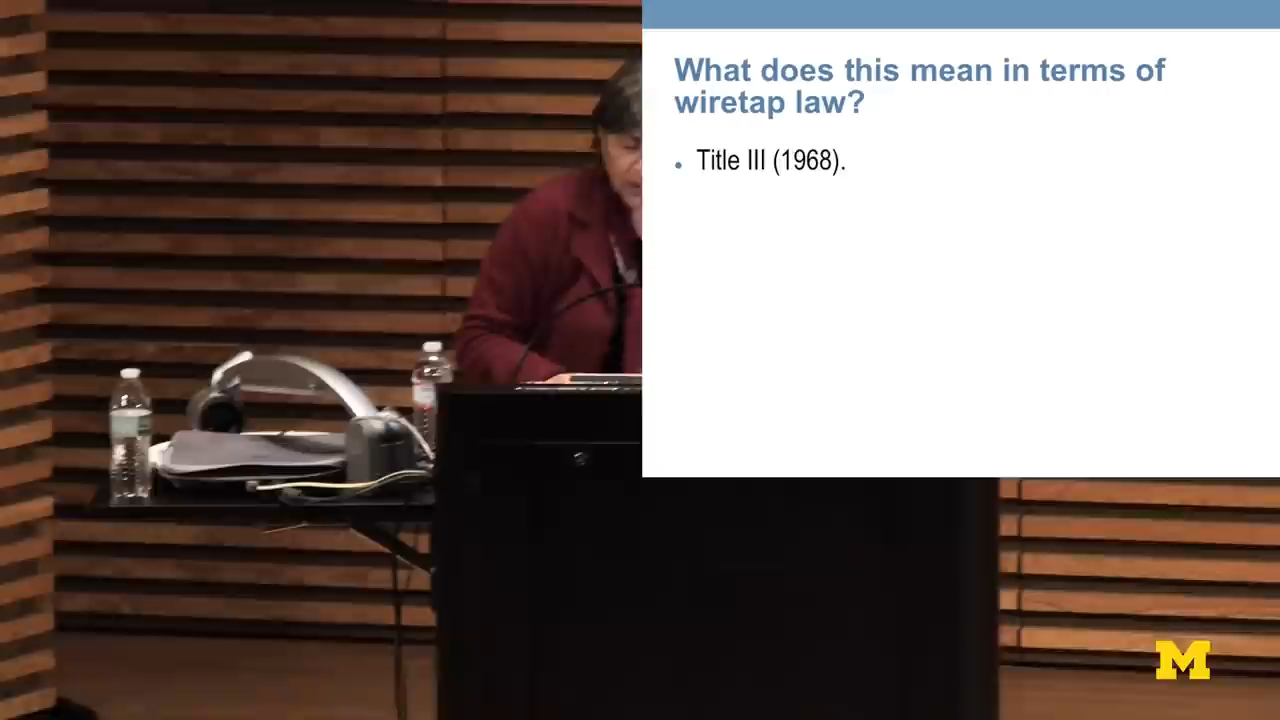 What does this mean in terms of
wiretap law?
• Title III (1968).
M